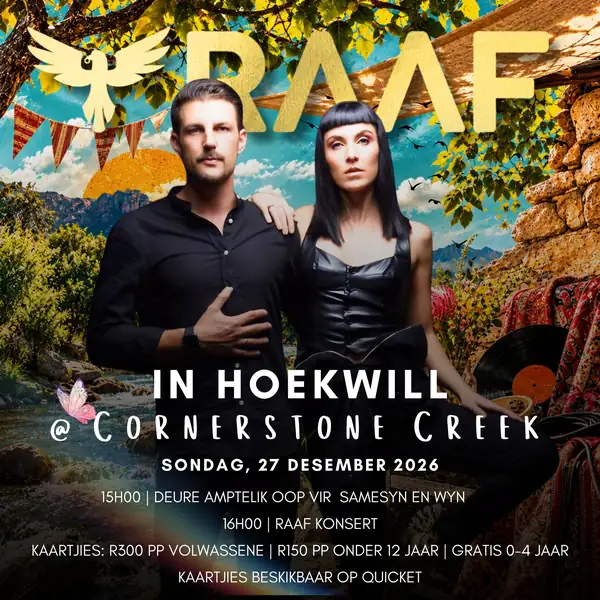 RAAF
IN HOEKWILL
@ CORNERSTONE CREEK
SONDAG, 27 DESEMBER 2026
15H00 | DEURE AMPTELIK OOP VIR SAMESYN EN WYN
16H00 | RAAF KONSERT
KAARTJIES: R300 PP VOLWASSENE | R150 PP ONDER 12 JAAR | GRATIS 0-4 JAAR
KAARTJIES BESKIKBAAR OP QUICKET